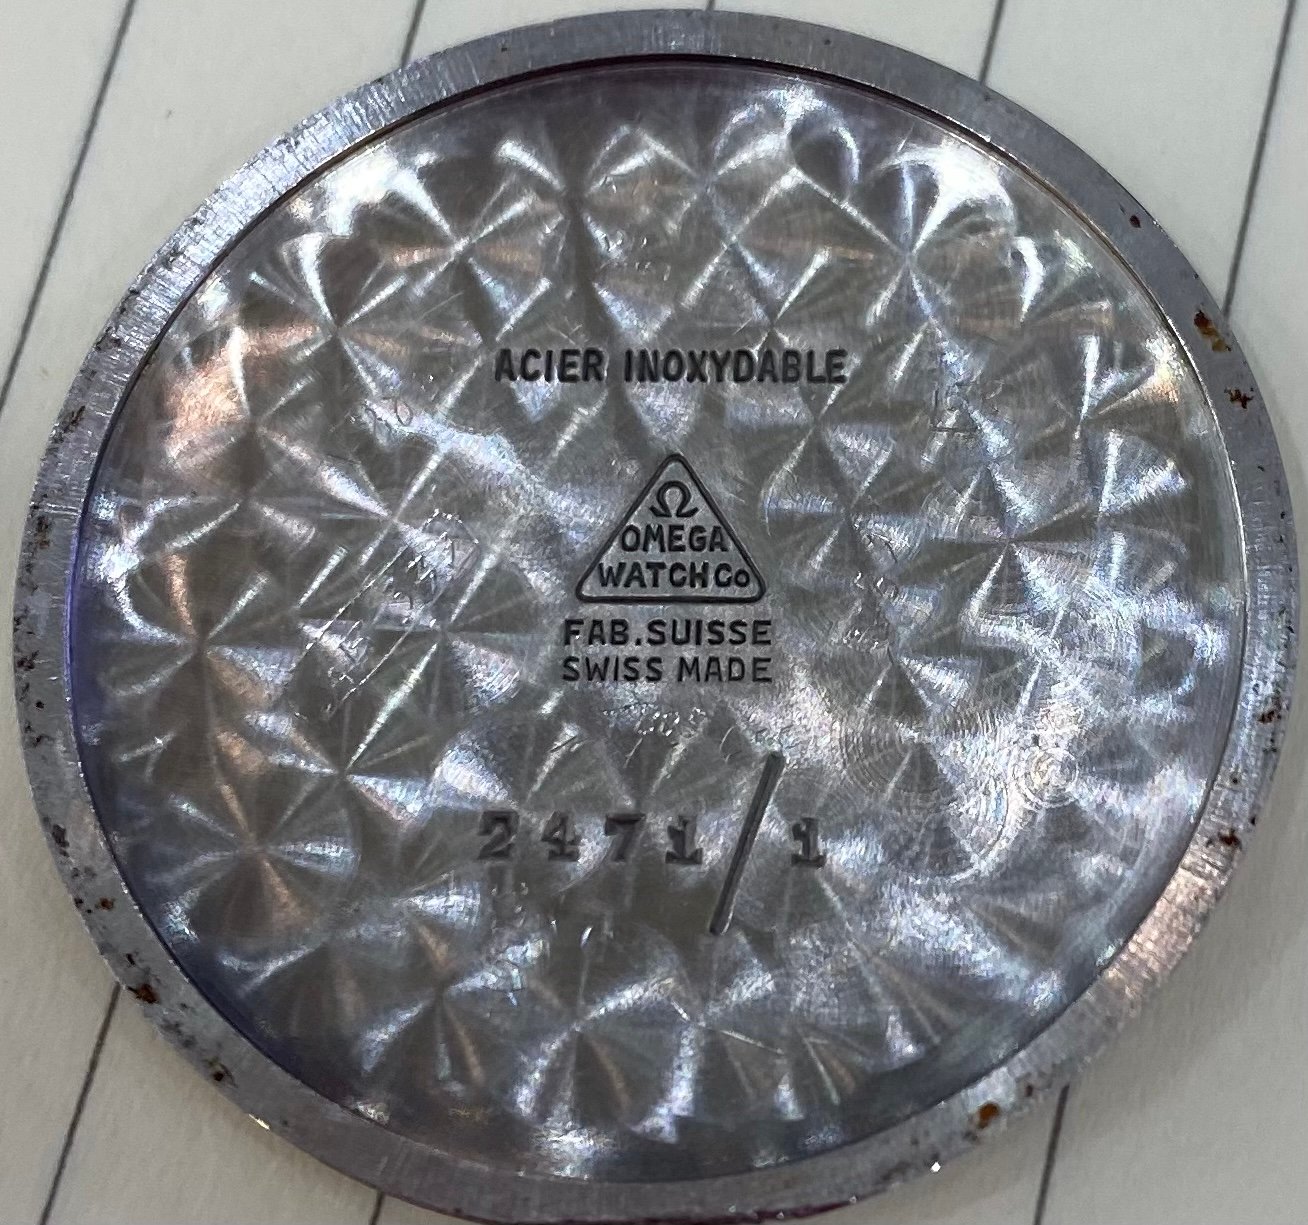 ACIER INOXYDABLE
Ω
OMEGA
WATCH Co
FAB. SUISSE
SWISS MADE
2471/1